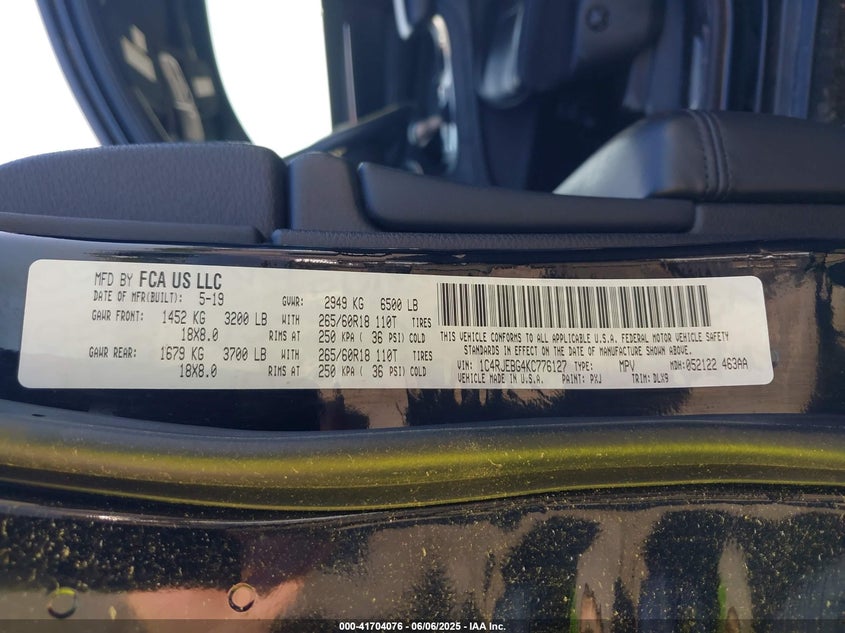 MFD BY FCA US LLC
DATE OF MFR(BUILT): 5-19 GVWR: 2949 KG 6500 LB
GAWR FRONT: 1452 KG 3200 LB WITH 265/60R18 110T TIRES
18X8.0 RIMS AT 250 KPA ( 36 PSI) COLD
GAWR REAR: 1679 KG 3700 LB WITH 265/60R18 110T TIRES
18X8.0 RIMS AT 250 KPA ( 36 PSI) COLD
THIS VEHICLE CONFORMS TO ALL APPLICABLE U.S.A. FEDERAL MOTOR VEHICLE SAFETY
STANDARDS IN EFFECT ON THE DATE OF MANUFACTURE SHOWN ABOVE.
VIN: 1C4RJEBG4KC776127 TYPE: MPV MDH: 052122 463AA
VEHICLE MADE IN U.S.A. PAINT: PXJ TRIM: DLX9
000-41704076 - 06/06/2025 - IAA Inc.